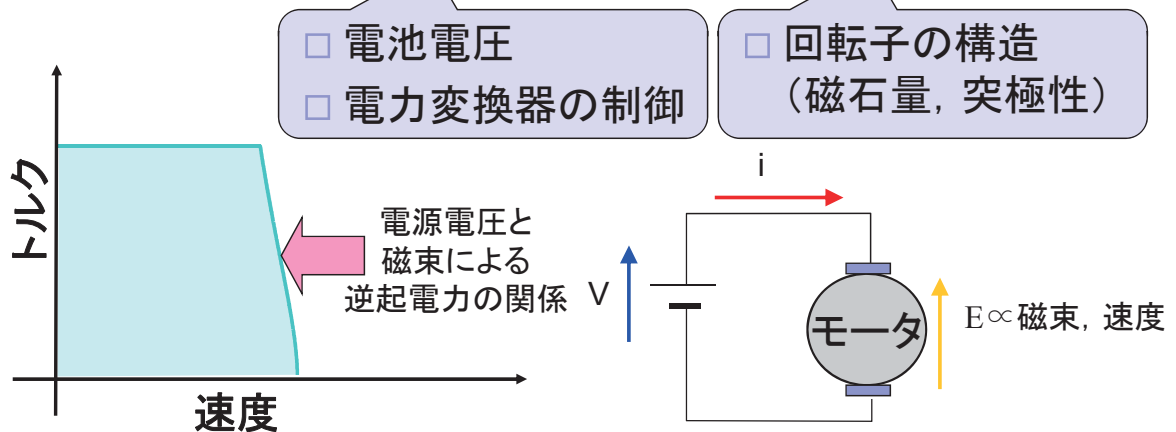 □ 電池電圧
□ 電力変換器の制御
□ 回転子の構造
（磁石量, 突極性）
トルク
電源電圧と
磁束による
逆起電力の関係
速度
i
V
モータ
E∝磁束, 速度